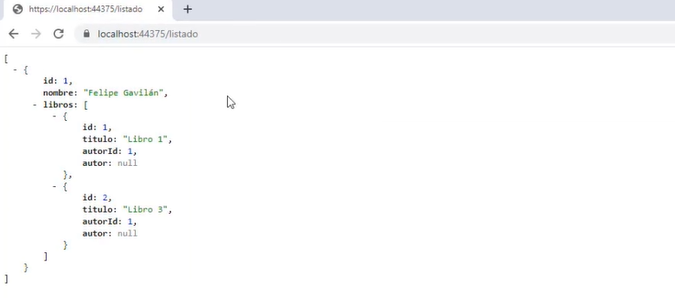 https://localhost:44375/listado
localhost:44375/listado
[
- {
id: 1,
nombre: "Felipe Gavilán",
- libros: [
- {
id: 1,
titulo: "Libro 1",
autorId: 1,
autor: null
},
- {
id: 2,
titulo: "Libro 3",
autorId: 1,
autor: null
}
]
}
]